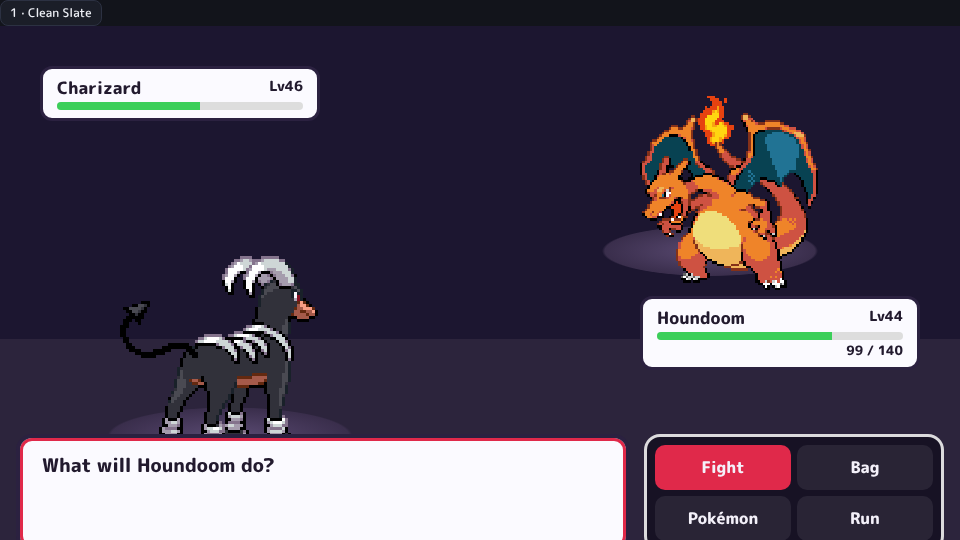 1 · Clean Slate
Charizard Lv46
Houndoom Lv44
99 / 140
What will Houndoom do?
Fight Bag
Pokémon Run